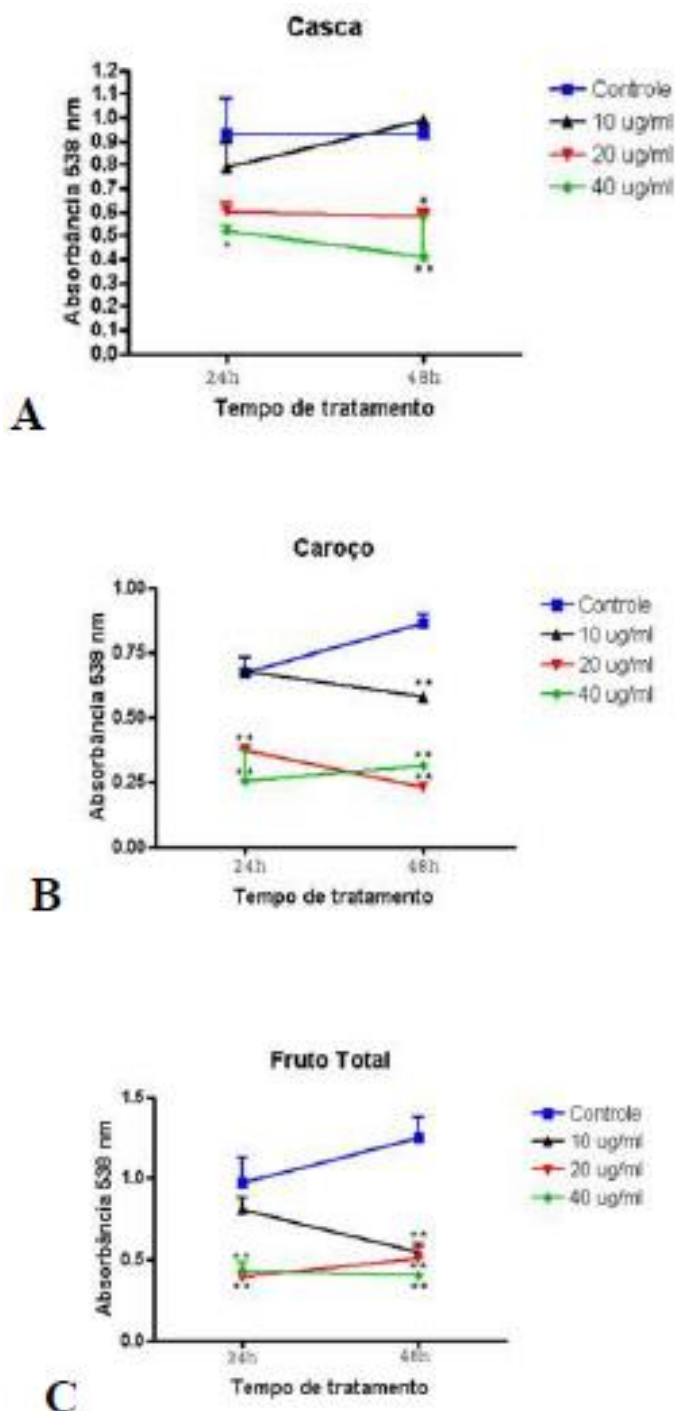 Casca
1.2
1.1
1.0
0.9
0.8
0.7
0.6
0.5
0.4
0.3
0.2
0.1
0.0
Absorbância 538 nm
24h
48h
Tempo de tratamento
Controle
10 ug/ml
20 ug/ml
40 ug/ml
*
*
**
A
Caroço
1.00
0.75
0.50
0.25
0.00
Absorbância 538 nm
24h
48h
Tempo de tratamento
Controle
10 ug/ml
20 ug/ml
40 ug/ml
**
**
**
**
**
B
Fruto Total
1.5
1.0
0.5
0.0
Absorbância 538 nm
24h
48h
Tempo de tratamento
Controle
10 ug/ml
20 ug/ml
40 ug/ml
**
**
**
**
**
C